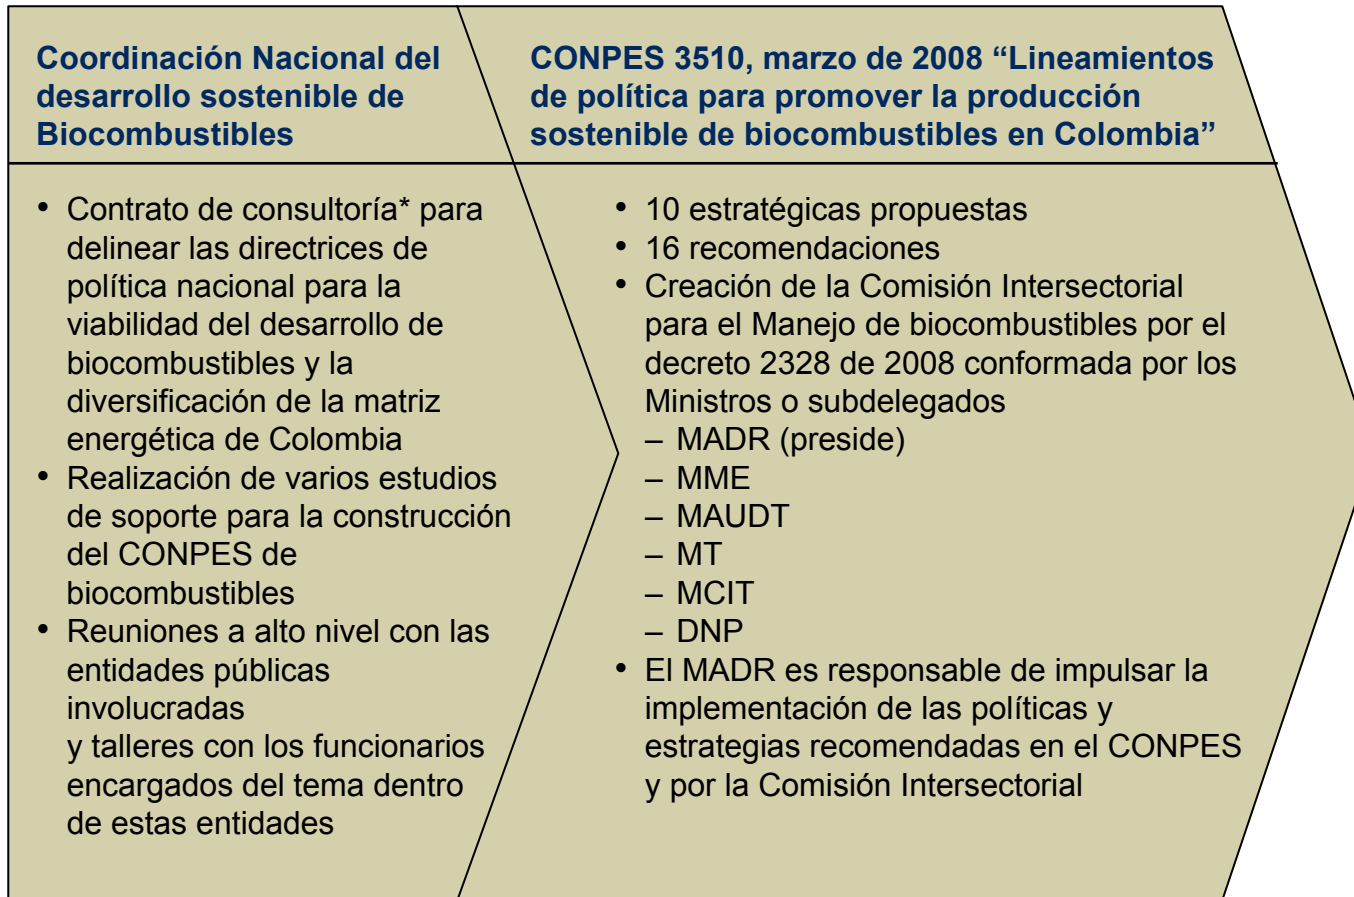 Coordinación Nacional del
desarrollo sostenible de
Biocombustibles
• Contrato de consultoría* para
delinear las directrices de
política nacional para la
viabilidad del desarrollo de
biocombustibles y la
diversificación de la matriz
energética de Colombia
• Realización de varios estudios
de soporte para la construcción
del CONPES de
biocombustibles
• Reuniones a alto nivel con las
entidades públicas
involucradas
y talleres con los funcionarios
encargados del tema dentro
de estas entidades
CONPES 3510, marzo de 2008 “Lineamientos
de política para promover la producción
sostenible de biocombustibles en Colombia”
• 10 estratégicas propuestas
• 16 recomendaciones
• Creación de la Comisión Intersectorial
para el Manejo de biocombustibles por el
decreto 2328 de 2008 conformada por los
Ministros o subdelegados
– MADR (preside)
– MME
– MAUDT
– MT
– MCIT
– DNP
• El MADR es responsable de impulsar la
implementación de las políticas y
estrategias recomendadas en el CONPES
y por la Comisión Intersectorial